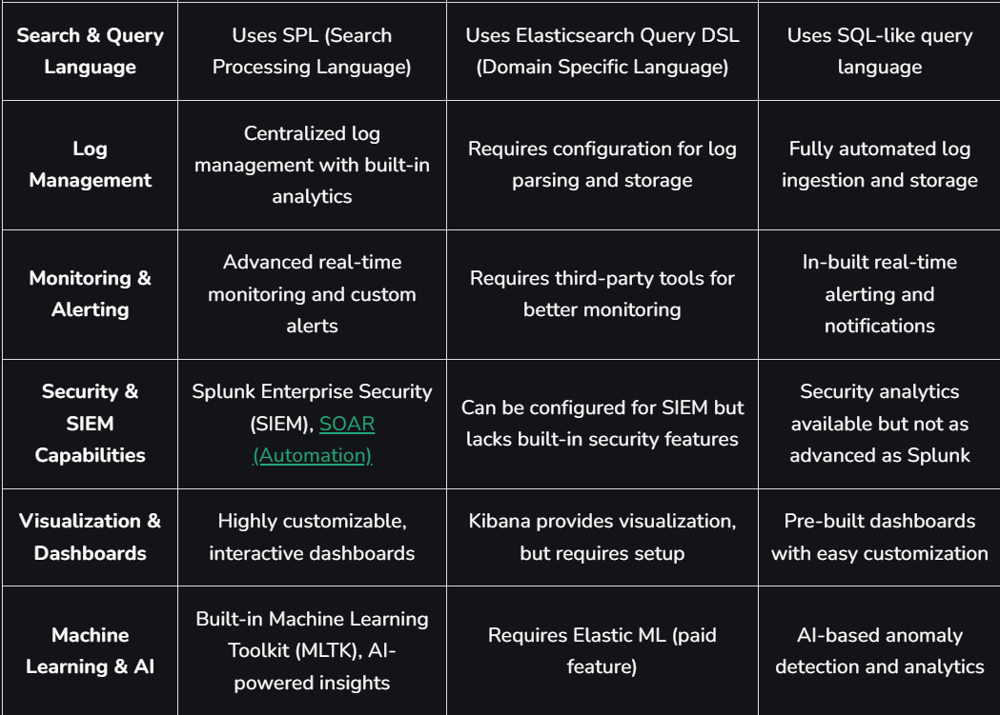 Search & Query
Language
Uses SPL (Search
Processing Language)
Uses Elasticsearch Query DSL
(Domain Specific Language)
Uses SQL-like query
language
Log
Management
Centralized log
management with built-in
analytics
Requires configuration for log
parsing and storage
Fully automated log
ingestion and storage
Monitoring &
Alerting
Advanced real-time
monitoring and custom
alerts
Requires third-party tools for
better monitoring
In-built real-time
alerting and
notifications
Security &
SIEM
Capabilities
Splunk Enterprise Security
(SIEM), SOAR
(Automation)
Can be configured for SIEM but
lacks built-in security features
Security analytics
available but not as
advanced as Splunk
Visualization &
Dashboards
Highly customizable,
interactive dashboards
Kibana provides visualization,
but requires setup
Pre-built dashboards
with easy customization
Machine
Learning & AI
Built-in Machine Learning
Toolkit (MLTK), AI-
powered insights
Requires Elastic ML (paid
feature)
AI-based anomaly
detection and analytics